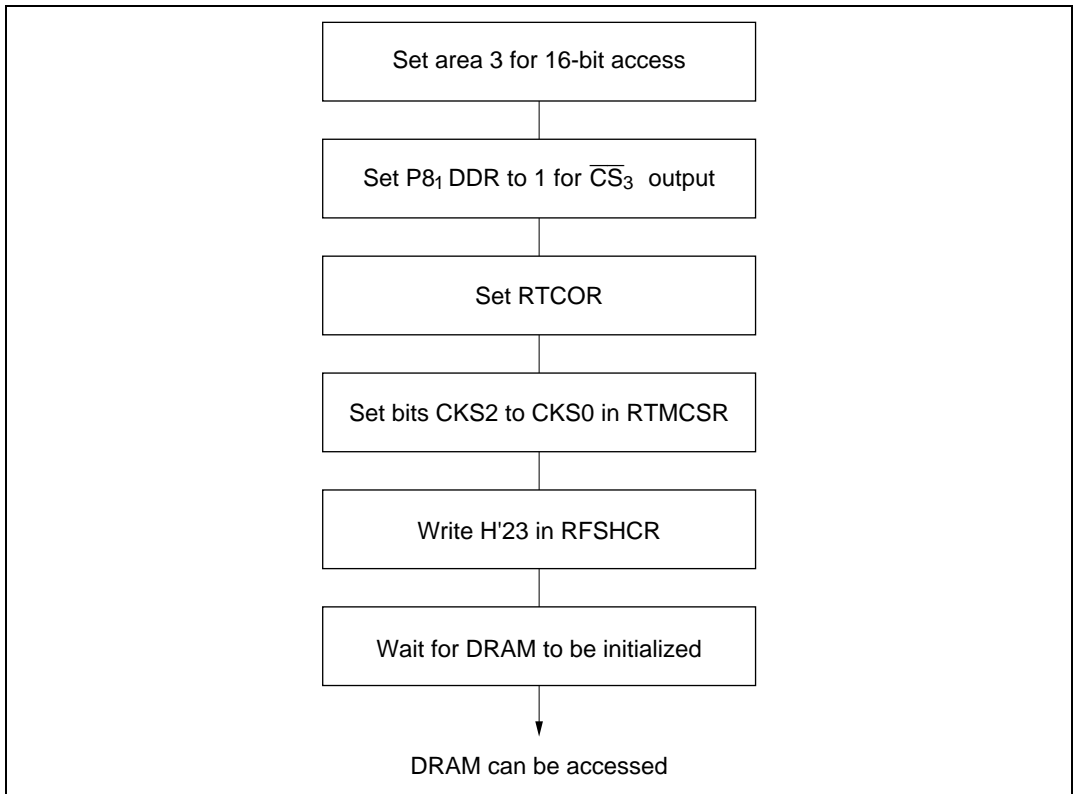 Set area 3 for 16-bit access
Set P8₁ DDR to 1 for C̅S̅₃ output
Set RTCOR
Set bits CKS2 to CKS0 in RTMCSR
Write H'23 in RFSHCR
Wait for DRAM to be initialized
DRAM can be accessed